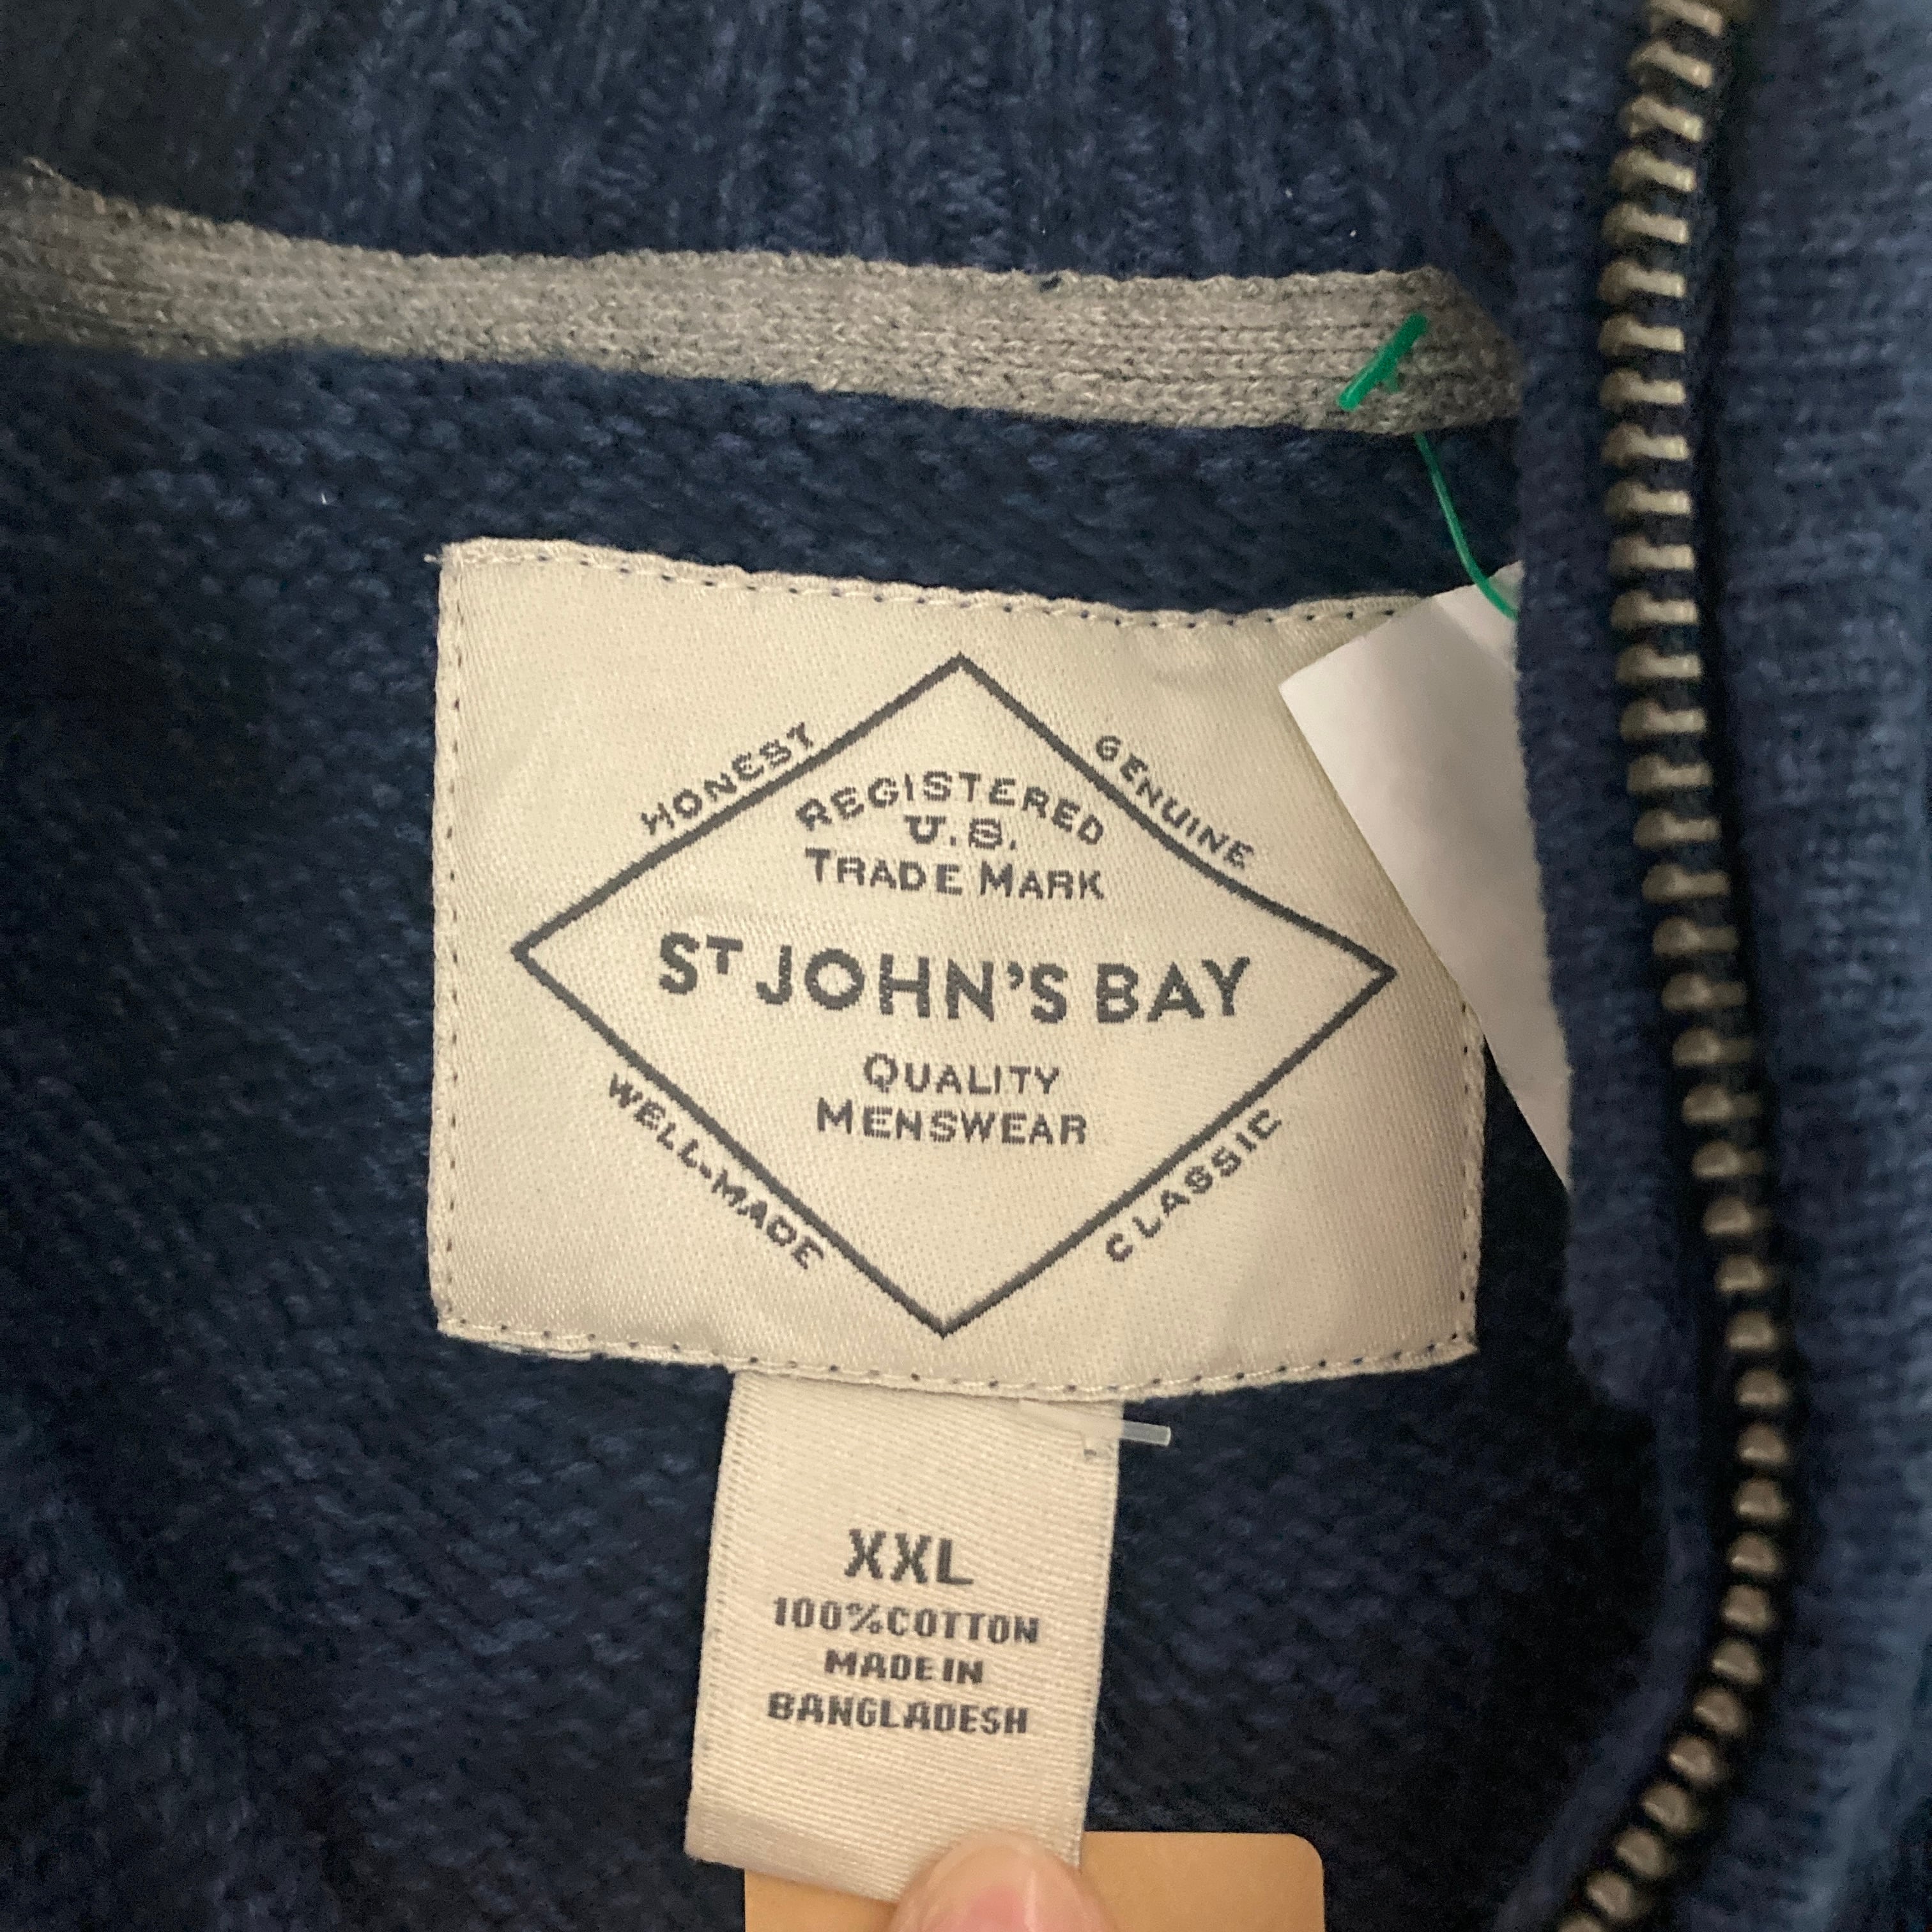 HONEST
GENUINE
REGISTERED
U.S.
TRADE MARK
ST JOHN'S BAY
QUALITY
MENSWEAR
WELL-MADE
CLASSIC
XXL
100%COTTON
MADE IN
BANGLADESH